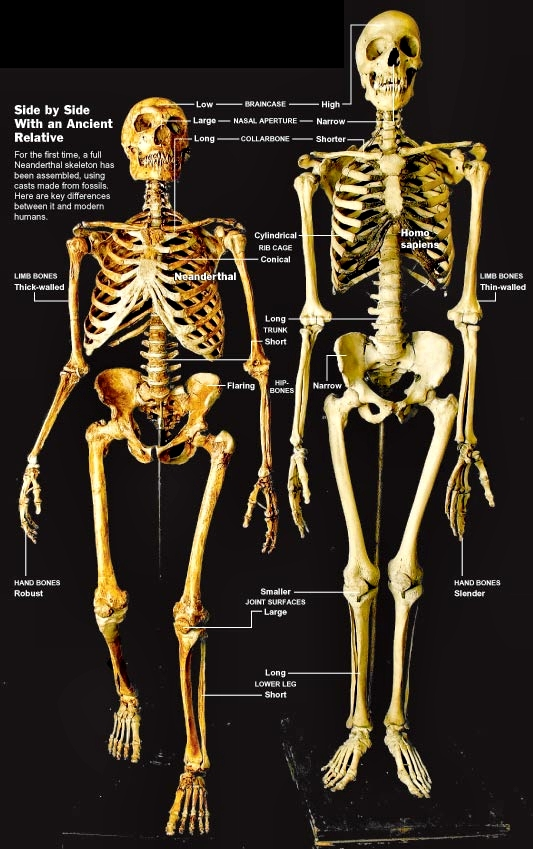 Side by Side
With an Ancient
Relative
For the first time, a full
Neanderthal skeleton has
been assembled, using
casts made from fossils.
Here are key differences
between it and modern
humans.
Low BRAINCASE High
Large NASAL APERTURE Narrow
Long COLLARBONE Shorter
Cylindrical
RIB CAGE
Conical
Homo
sapiens
Neanderthal
LIMB BONES
Thick-walled
LIMB BONES
Thin-walled
Long
TRUNK
Short
Flaring
HIP-
BONES
Narrow
HAND BONES
Robust
HAND BONES
Slender
Smaller
JOINT SURFACES
Large
Long
LOWER LEG
Short